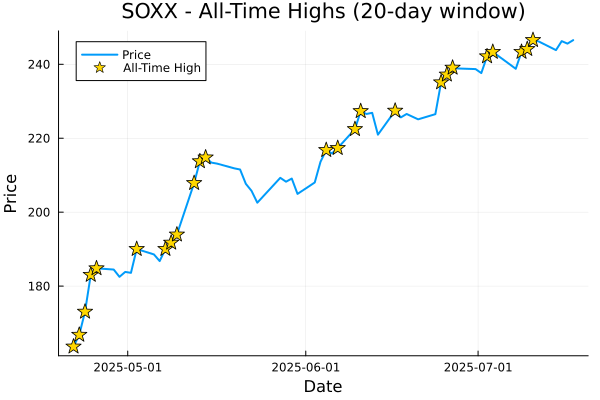 SOXX - All-Time Highs (20-day window)
Price
All-Time High
240
220
200
180
Price
2025-05-01
2025-06-01
2025-07-01
Date